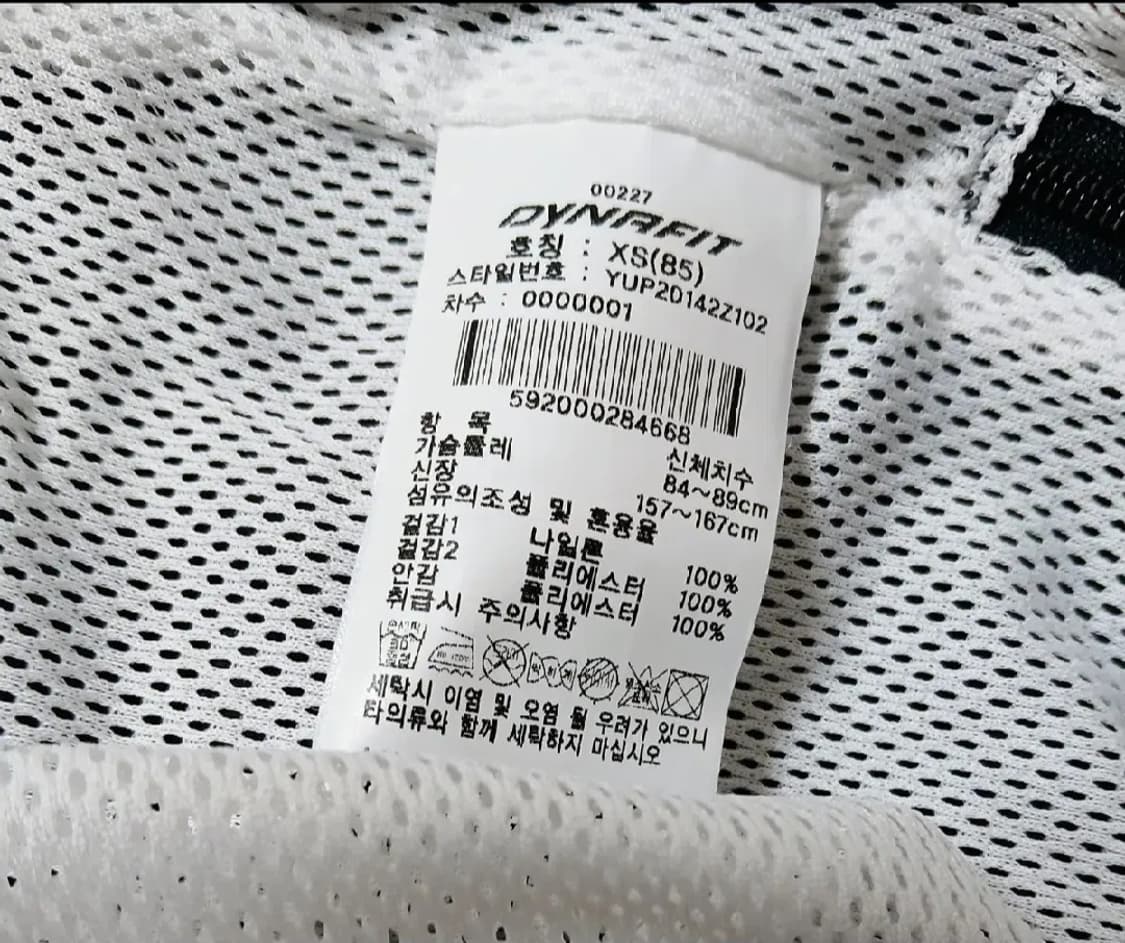 00227
DYNAFIT
호칭 : XS(85)
스타일번호 : YUP20142Z102
차수 : 0000001
592000284668
항 목 신체치수
가슴둘레 84~89cm
신장 157~167cm
섬유의조성 및 혼용율
겉감1 나일론 100%
겉감2 폴리에스터 100%
안감 폴리에스터 100%
취급시 주의사항
세탁시 이염 및 오염 될 우려가 있으니
타의류와 함께 세탁하지 마십시오